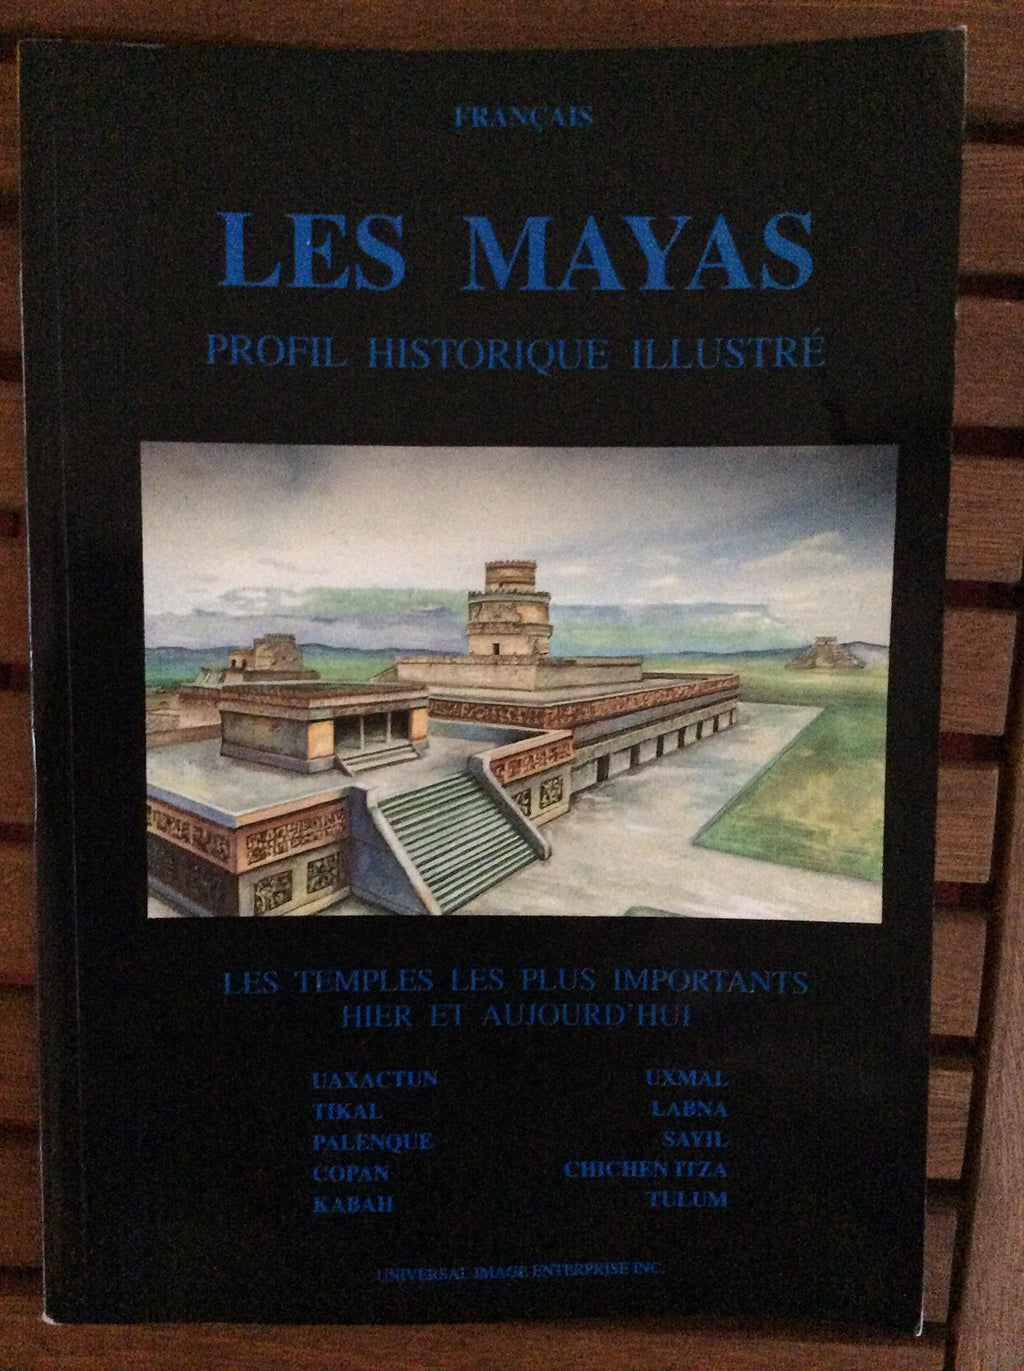 FRANÇAIS
LES MAYAS
PROFIL HISTORIQUE ILLUSTRÉ
LES TEMPLES LES PLUS IMPORTANTS
HIER ET AUJOURD'HUI
UAXACTUN
TIKAL
PALENQUE
COPAN
KABAH
UXMAL
LABNA
SAYIL
CHICHEN ITZA
TULUM
UNIVERSAL IMAGE ENTERPRISE INC.